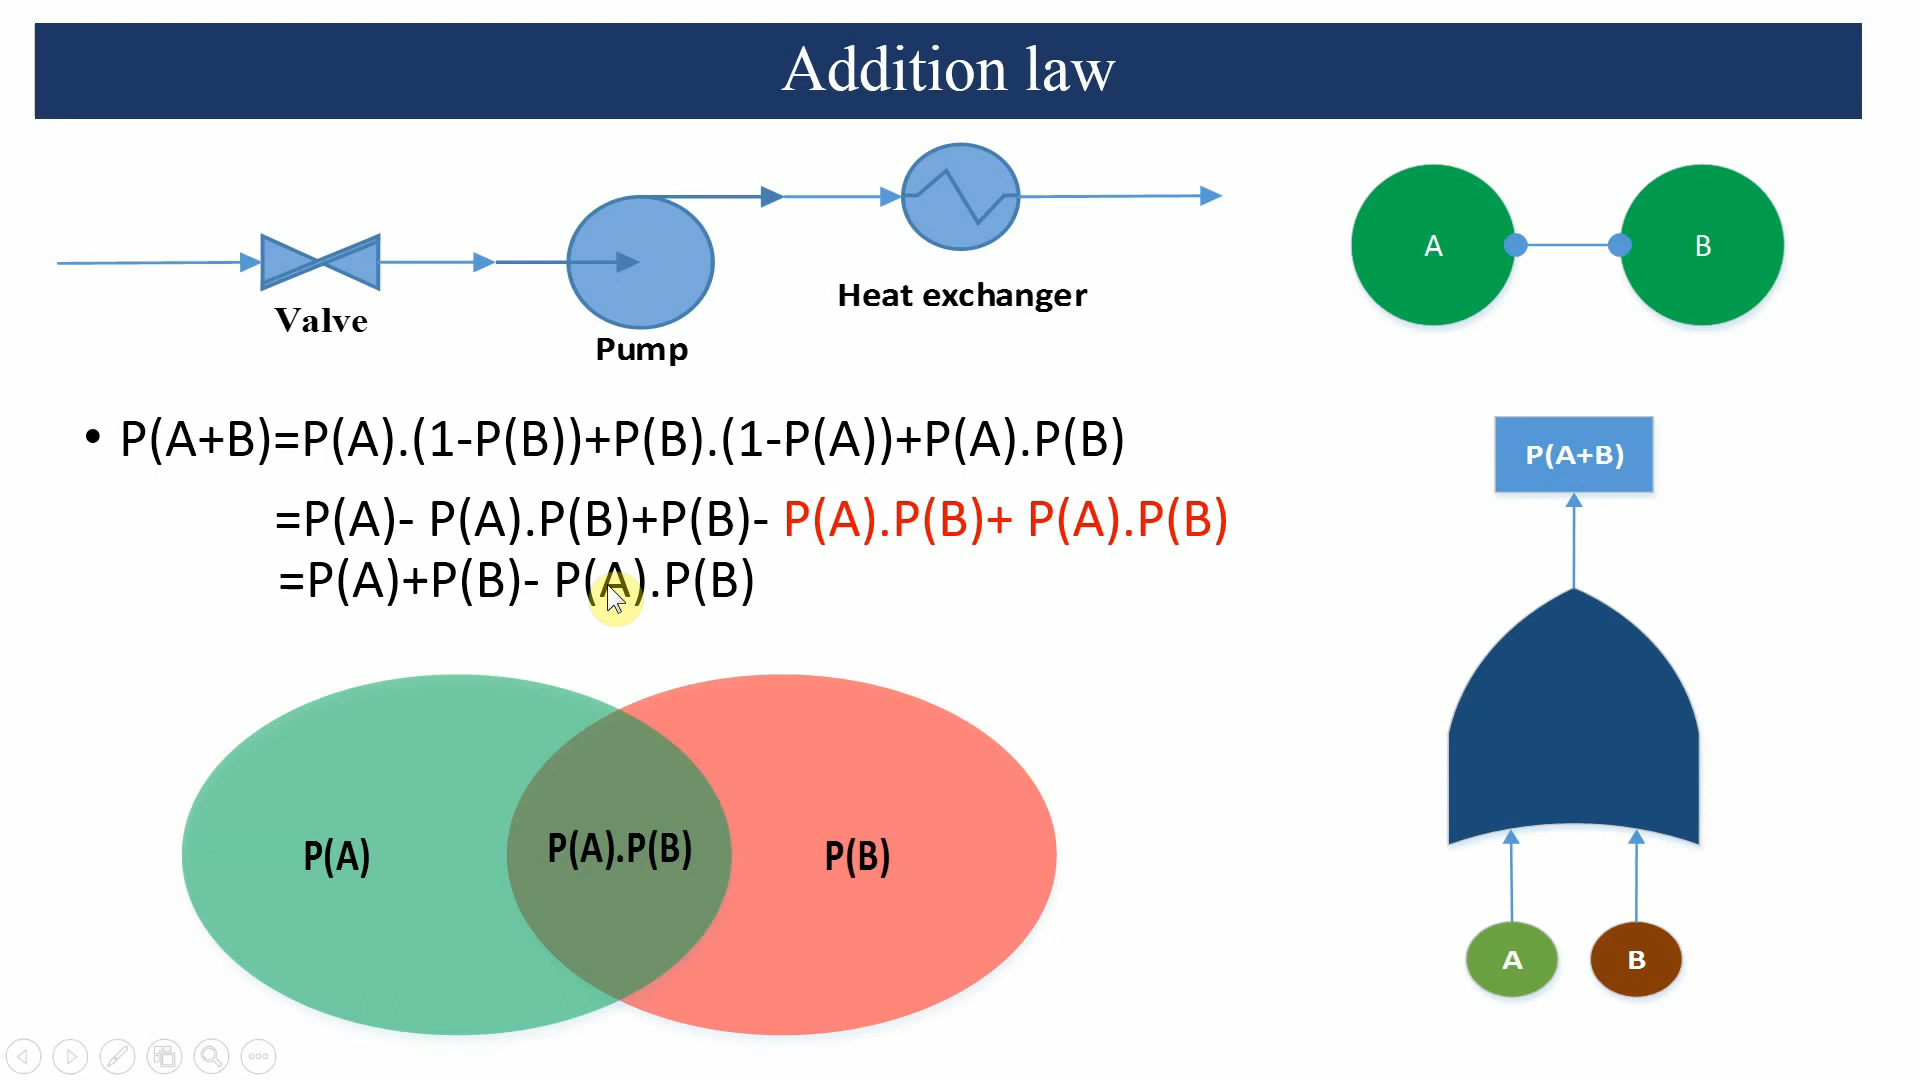 Addition law
Valve
Pump
Heat exchanger
A
B
• P(A+B)=P(A).(1-P(B))+P(B).(1-P(A))+P(A).P(B)
=P(A)- P(A).P(B)+P(B)- P(A).P(B)+ P(A).P(B)
=P(A)+P(B)- P(A).P(B)
P(A+B)
P(A)
P(A).P(B)
P(B)
A
B